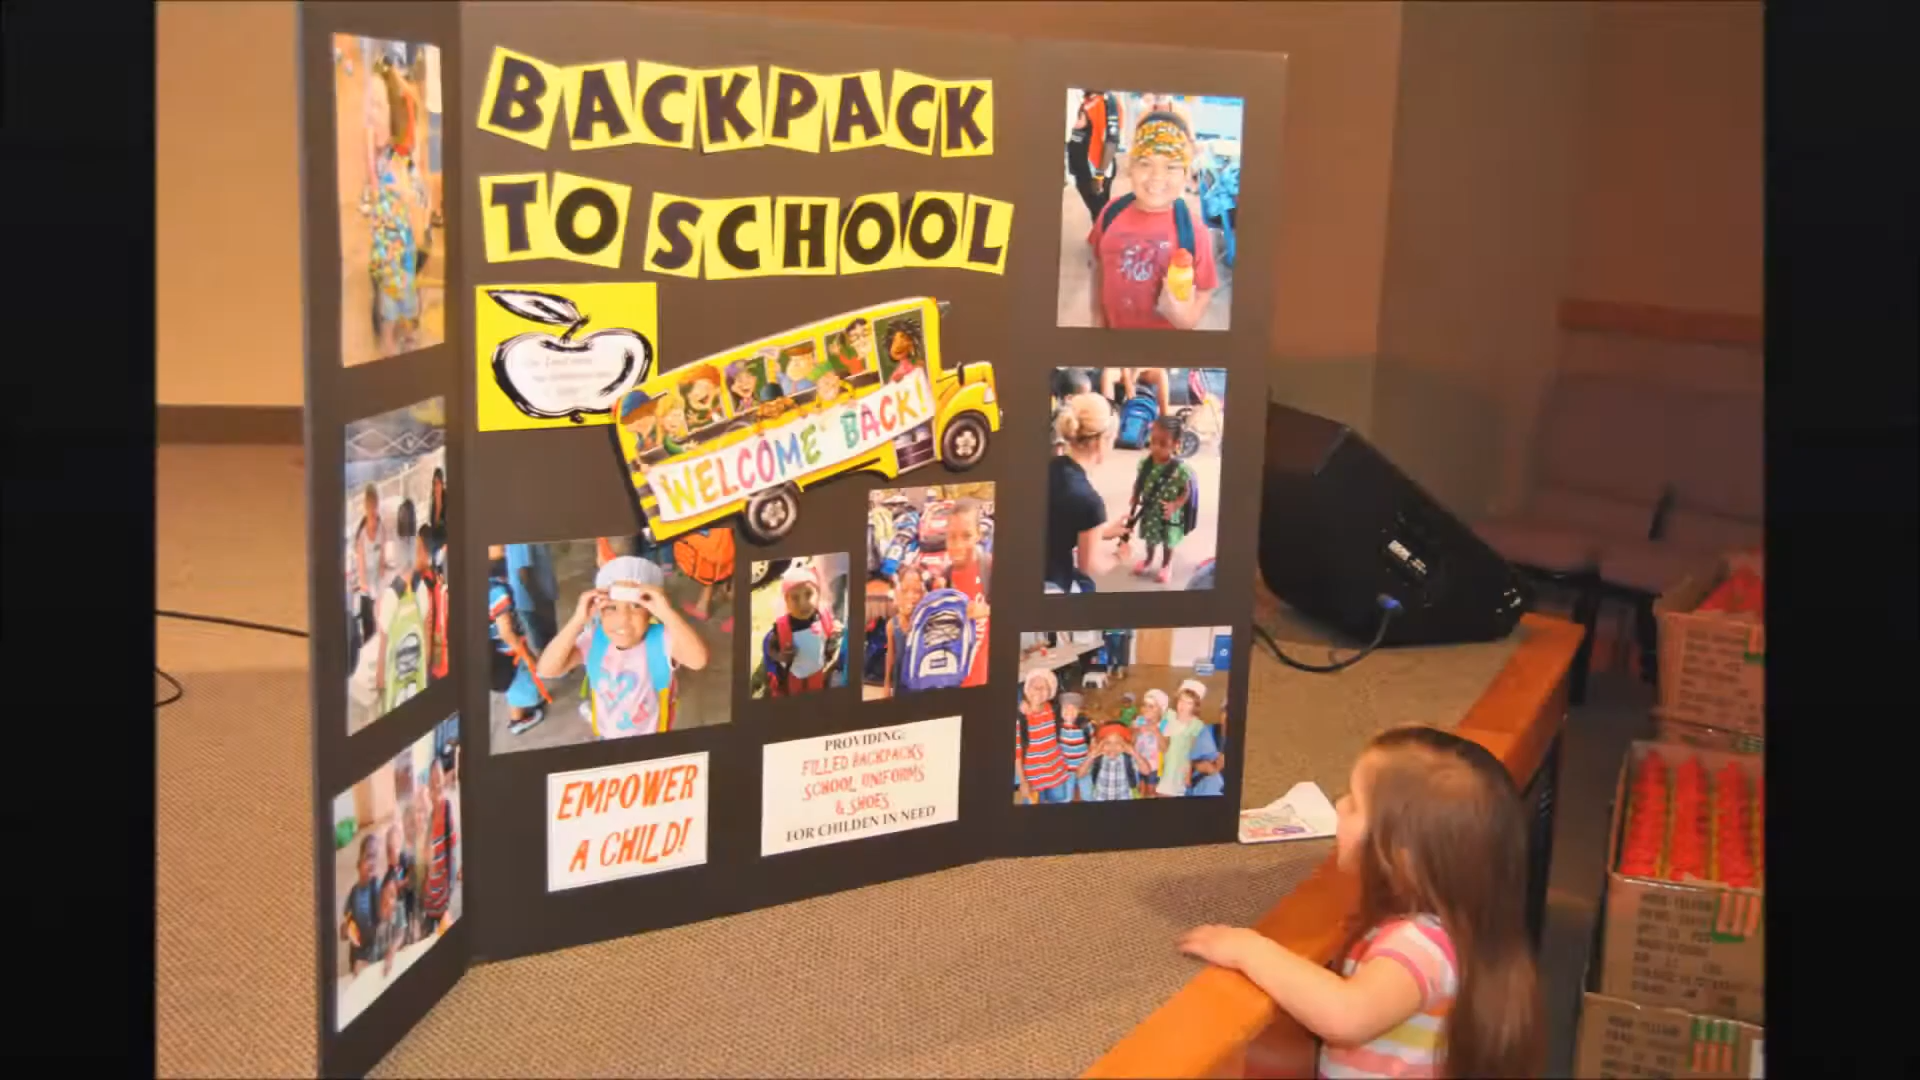 BACKPACK
TO SCHOOL
WELCOME BACK!
EMPOWER
A CHILD!
PROVIDING:
FILLED BACKPACKS
SCHOOL UNIFORMS
& SHOES
FOR CHILDEN IN NEED